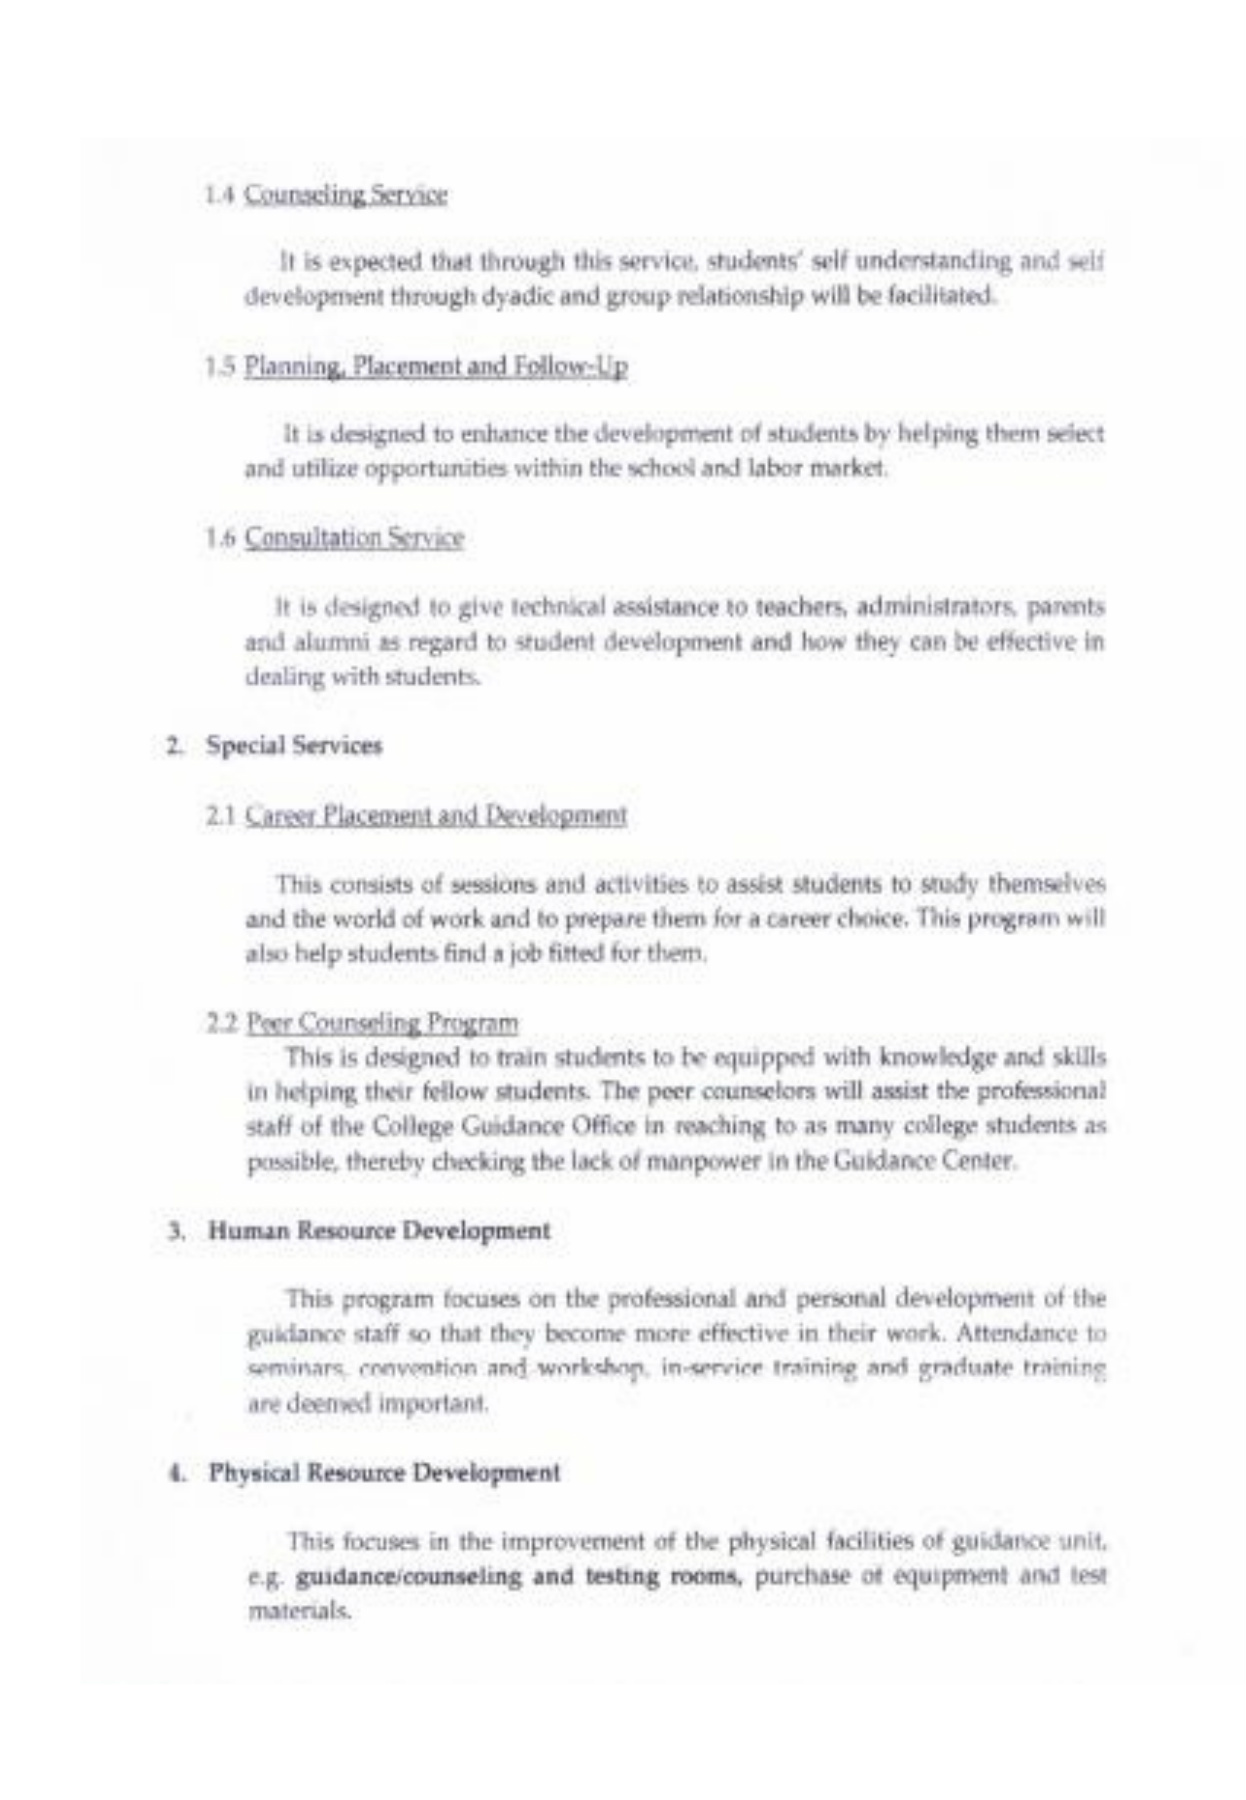 1.4 Counseling Service
It is expected that through this service, students' self understanding and self
development through dyadic and group relationship will be facilitated.
1.5 Planning, Placement and Follow-Up
It is designed to enhance the development of students by helping them select
and utilize opportunities within the school and labor market.
1.6 Consultation Service
It is designed to give technical assistance to teachers, administrators, parents
and alumni as regard to student development and how they can be effective in
dealing with students.
2. Special Services
2.1 Career Placement and Development
This consists of sessions and activities to assist students to study themselves
and the world of work and to prepare them for a career choice. This program will
also help students find a job fitted for them.
2.2 Peer Counseling Program
This is designed to train students to be equipped with knowledge and skills
in helping their fellow students. The peer counselors will assist the professional
staff of the College Guidance Office in reaching to as many college students as
possible, thereby checking the lack of manpower in the Guidance Center.
3. Human Resource Development
This program focuses on the professional and personal development of the
guidance staff so that they become more effective in their work. Attendance to
seminars, convention and workshop, in-service training and graduate training
are deemed important.
4. Physical Resource Development
This focuses in the improvement of the physical facilities of guidance unit,
e.g. guidance/counseling and testing rooms, purchase of equipment and test
materials.